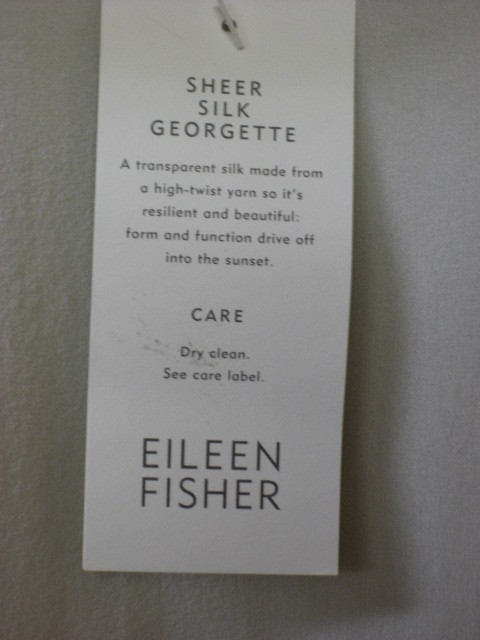 SHEER
SILK
GEORGETTE
A transparent silk made from
a high-twist yarn so it's
resilient and beautiful:
form and function drive off
into the sunset.
CARE
Dry clean.
See care label.
EILEEN
FISHER